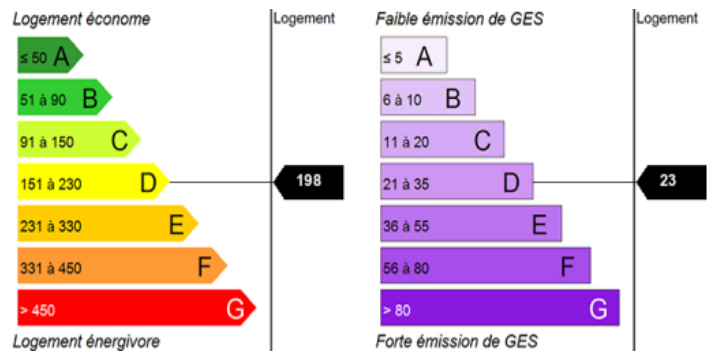 Logement économe
Logement
≤ 50 A
51 à 90 B
91 à 150 C
151 à 230 D
198
231 à 330 E
331 à 450 F
> 450 G
Logement énergivore
Faible émission de GES
Logement
≤ 5 A
6 à 10 B
11 à 20 C
21 à 35 D
23
36 à 55 E
56 à 80 F
> 80 G
Forte émission de GES